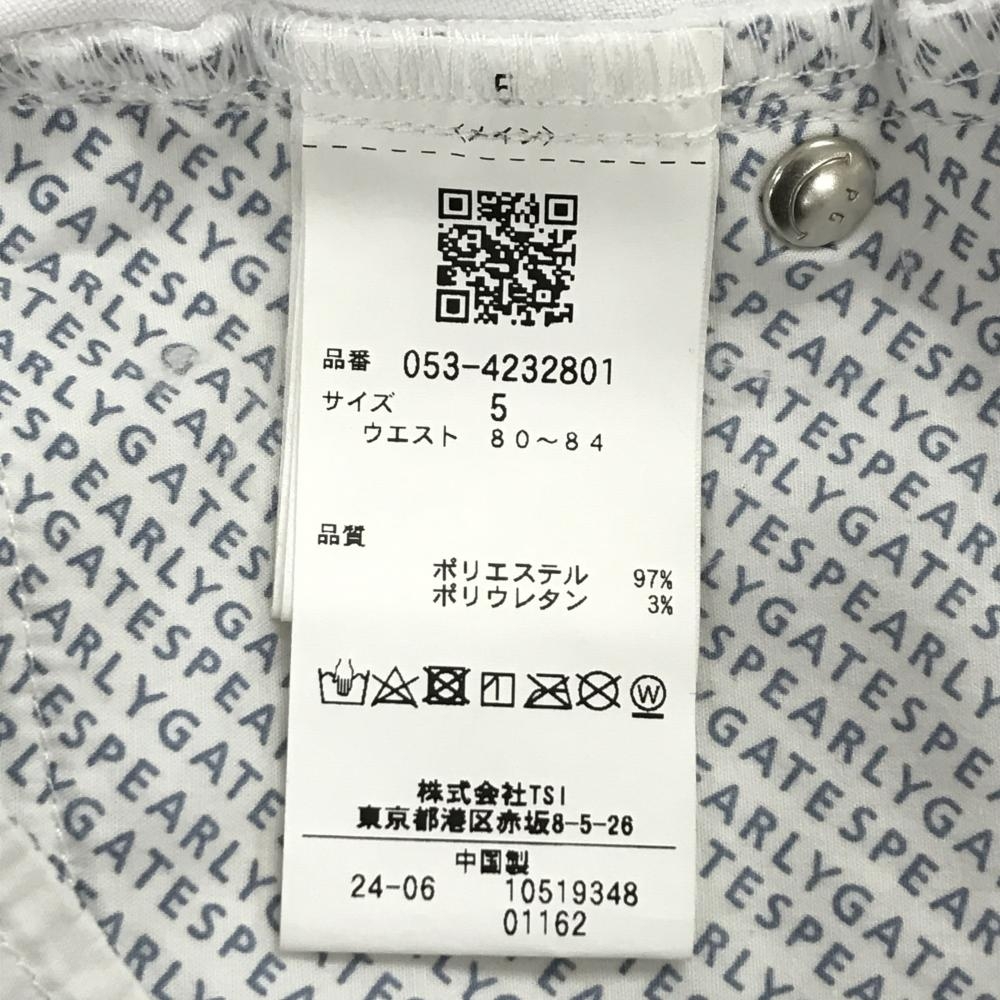 〈メイン〉
品番 053-4232801
サイズ 5
ウエスト 80～84
品質
ポリエステル 97%
ポリウレタン 3%
W
株式会社TSI
東京都港区赤坂8-5-26
中国製
24-06 10519348
01162
PEARLYGATES
PGG